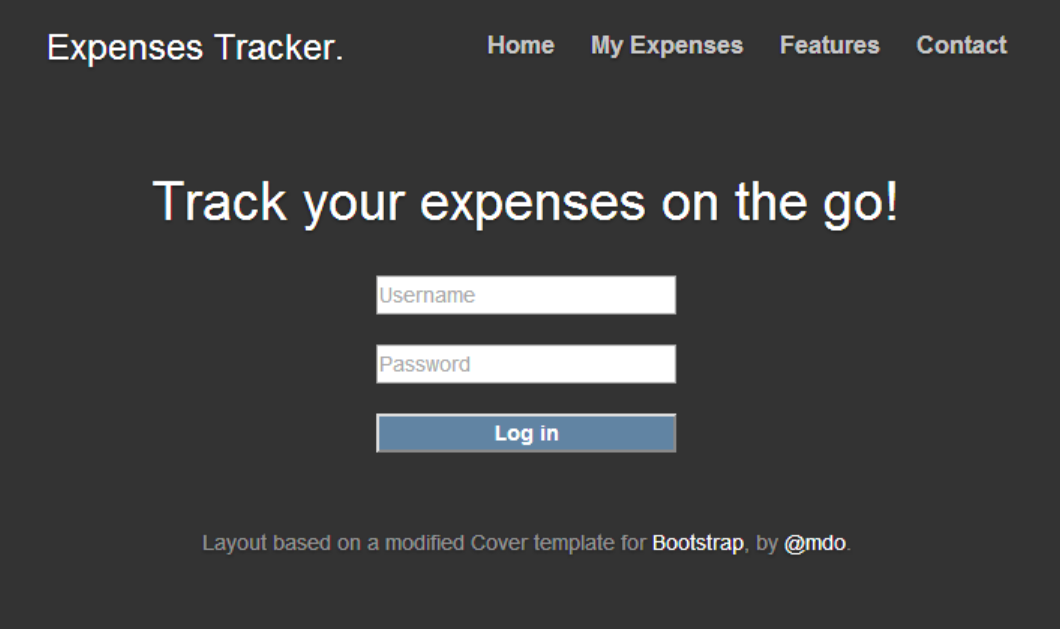 Expenses Tracker. Home My Expenses Features Contact
Track your expenses on the go!
Username
Password
Log in
Layout based on a modified Cover template for Bootstrap, by @mdo.